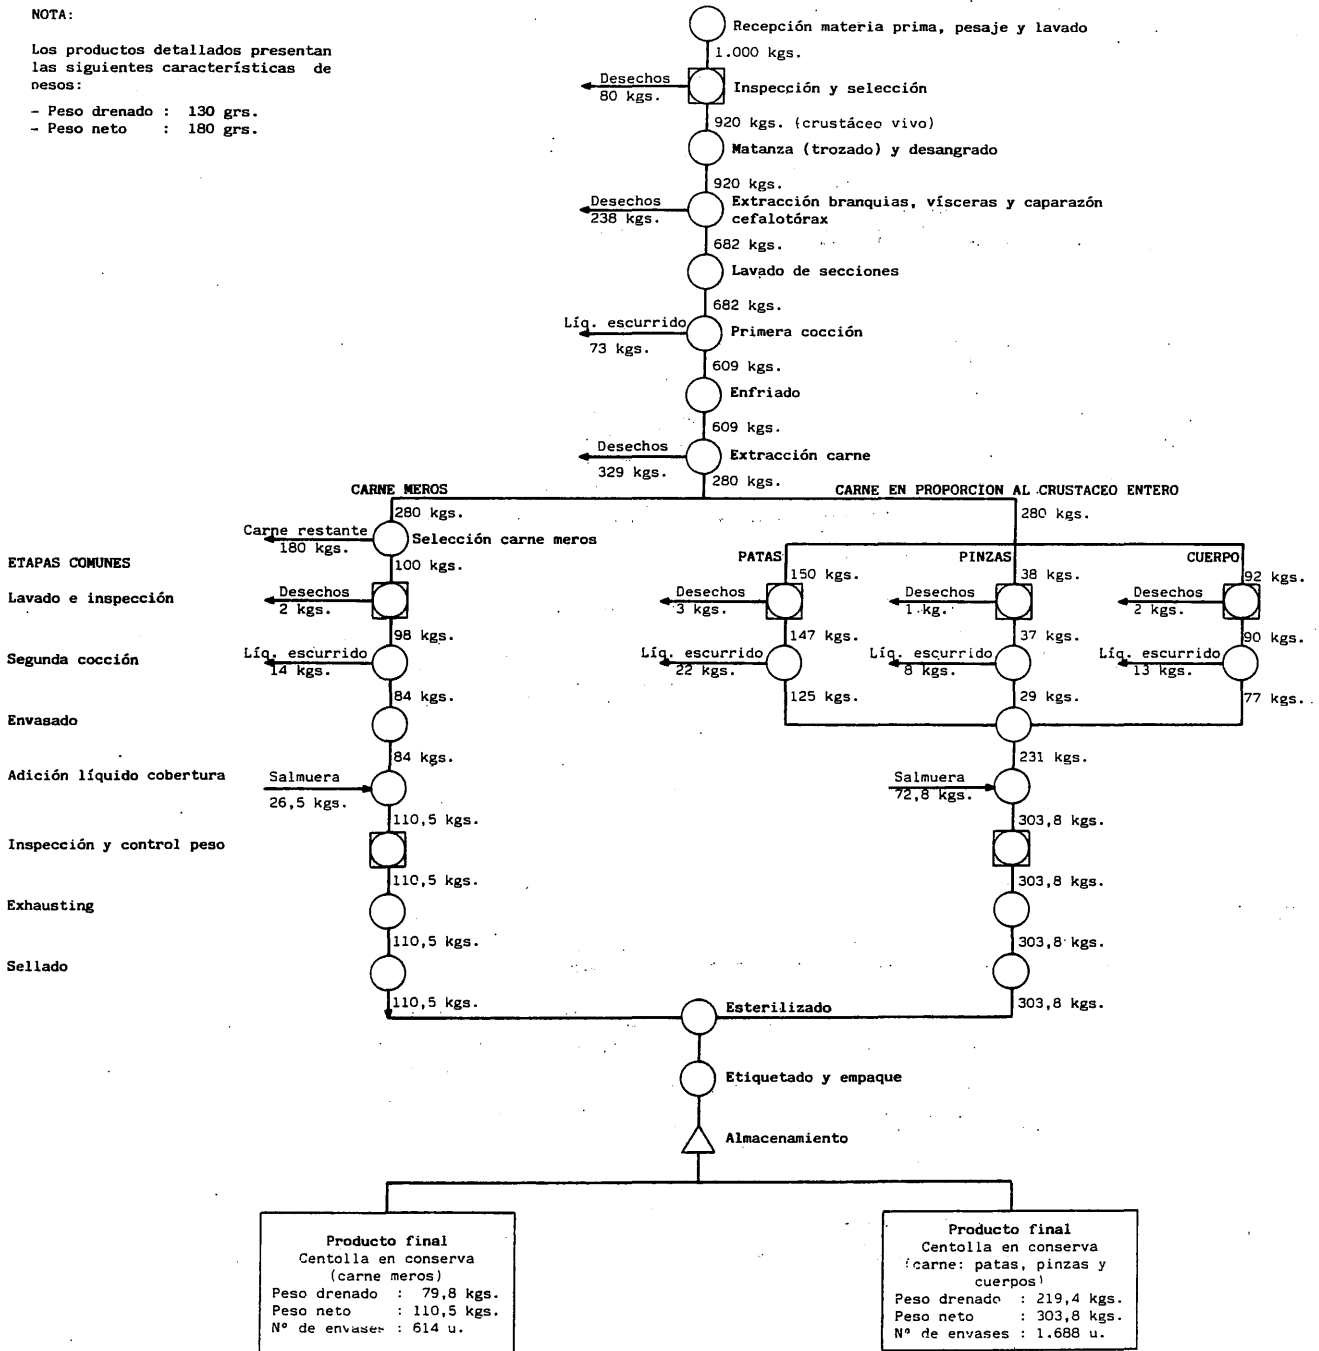 NOTA:
Los productos detallados presentan
las siguientes características de
pesos:
- Peso drenado : 130 grs.
- Peso neto : 180 grs.
Recepción materia prima, pesaje y lavado
1.000 kgs.
Desechos
80 kgs.
Inspección y selección
920 kgs. (crustáceo vivo)
Matanza (trozado) y desangrado
920 kgs.
Desechos
238 kgs.
Extracción branquias, vísceras y caparazón
cefalotórax
682 kgs.
Lavado de secciones
682 kgs.
Líq. escurrido
73 kgs.
Primera cocción
609 kgs.
Enfriado
609 kgs.
Desechos
329 kgs.
Extracción carne
280 kgs.
CARNE MEROS
CARNE EN PROPORCION AL CRUSTACEO ENTERO
280 kgs.
280 kgs.
Carne restante
180 kgs.
Selección carne meros
100 kgs.
PATAS
PINZAS
CUERPO
ETAPAS COMUNES
150 kgs.
38 kgs.
92 kgs.
Lavado e inspección
Desechos
2 kgs.
Desechos
3 kgs.
Desechos
1 kg.
Desechos
2 kgs.
98 kgs.
147 kgs.
37 kgs.
90 kgs.
Segunda cocción
Líq. escurrido
14 kgs.
Líq. escurrido
22 kgs.
Líq. escurrido
8 kgs.
Líq. escurrido
13 kgs.
84 kgs.
125 kgs.
29 kgs.
77 kgs.
Envasado
84 kgs.
231 kgs.
Adición líquido cobertura
Salmuera
26,5 kgs.
Salmuera
72,8 kgs.
110,5 kgs.
303,8 kgs.
Inspección y control peso
110,5 kgs.
303,8 kgs.
Exhausting
110,5 kgs.
303,8 kgs.
Sellado
110,5 kgs.
303,8 kgs.
Esterilizado
Etiquetado y empaque
Almacenamiento
Producto final
Centolla en conserva
(carne meros)
Peso drenado : 79,8 kgs.
Peso neto : 110,5 kgs.
Nº de envases : 614 u.
Producto final
Centolla en conserva
(carne: patas, pinzas y
cuerpos)
Peso drenado : 219,4 kgs.
Peso neto : 303,8 kgs.
Nº de envases : 1.688 u.